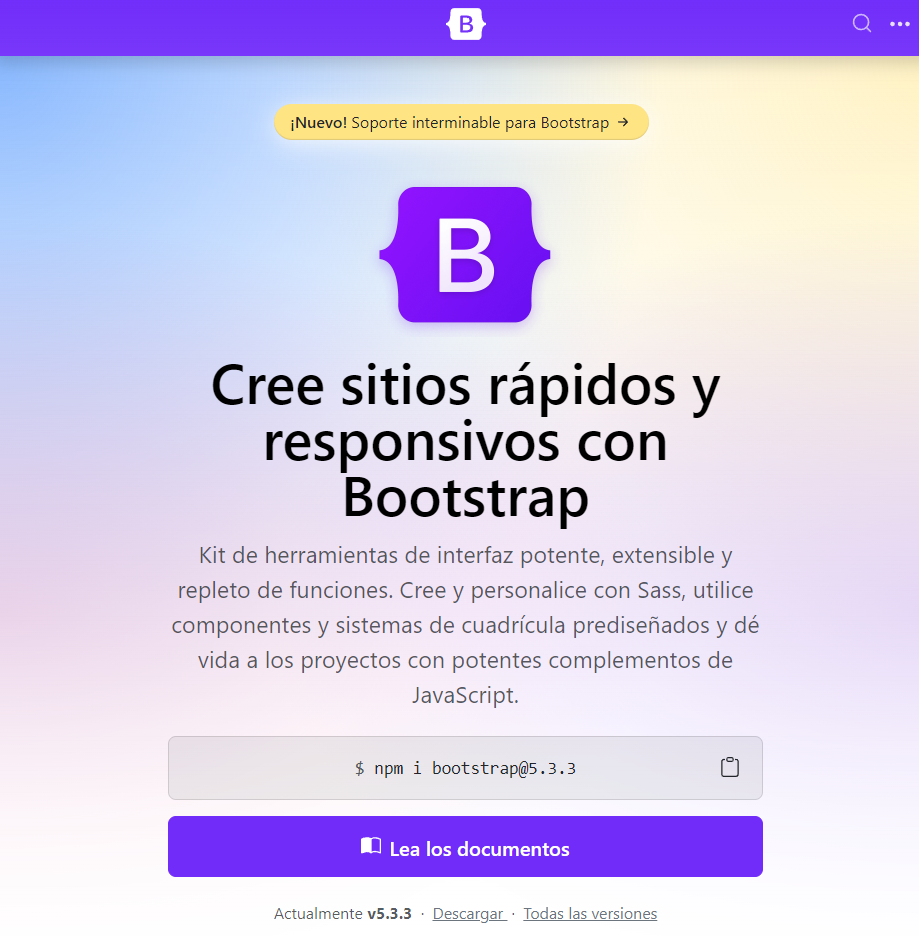 B
¡Nuevo! Soporte interminable para Bootstrap →
B
Cree sitios rápidos y
responsivos con
Bootstrap
Kit de herramientas de interfaz potente, extensible y
repleto de funciones. Cree y personalice con Sass, utilice
componentes y sistemas de cuadrícula prediseñados y dé
vida a los proyectos con potentes complementos de
JavaScript.
$ npm i bootstrap@5.3.3
Lea los documentos
Actualmente v5.3.3 · Descargar · Todas las versiones